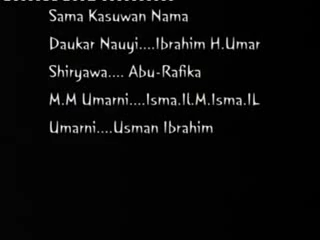 Sama Kasuwan Nama
Daukar Nauyi....Ibrahim H.Umar
Shiryawa.... Abu-Rafika
M.M Umarni....Isma.Il.M.Isma.IL
Umarni....Usman Ibrahim